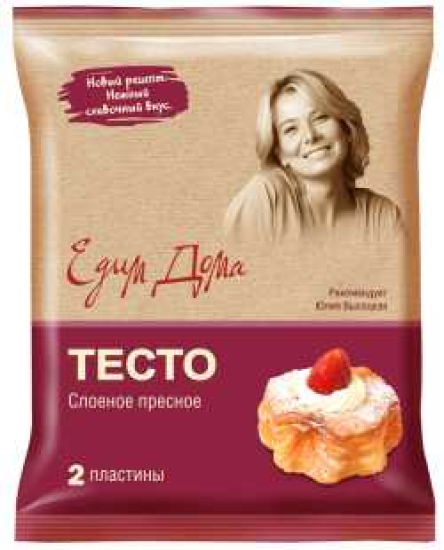 Новый рецепт.
Нежный
сливочный вкус.
Едим Дома
Рекомендует
Юлия Высоцкая
ТЕСТО
Слоеное пресное
2 пластины